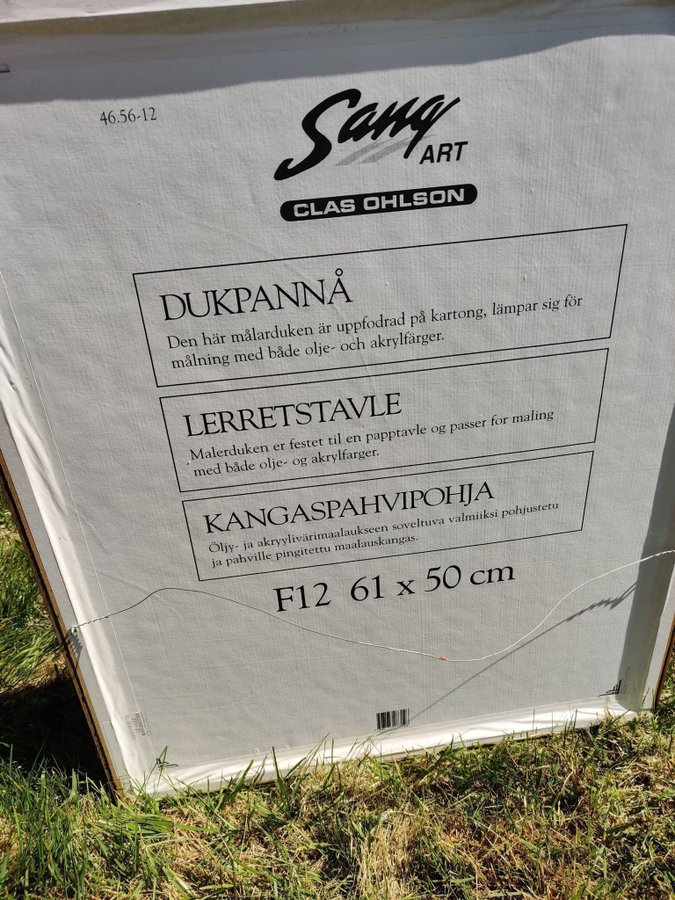 46.56-12
Sang
ART
CLAS OHLSON
DUKPANNÅ
Den här målarduken är uppfodrad på kartong, lämpar sig för
målning med både olje- och akrylfärger.
LERRETSTAVLE
Malerduken er festet til en papptavle og passer for maling
med både olje- og akrylfarger.
KANGASPAHVIPOHJA
Öljy- ja akryylivärimaalaukseen soveltuva valmiiksi pohjustetu
ja pahville pingitettu maalauskangas.
F12 61 x 50 cm